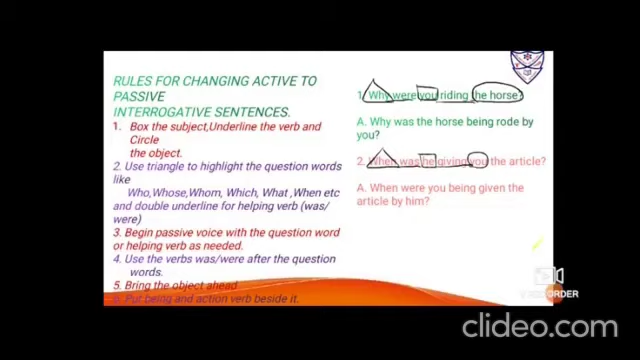 RULES FOR CHANGING ACTIVE TO
PASSIVE
INTERROGATIVE SENTENCES.
1. Box the subject,Underline the verb and
Circle
the object.
2. Use triangle to highlight the question words
like
Who,Whose,Whom, Which, What ,When etc
and double underline for helping verb (was/
were)
3. Begin passive voice with the question word
or helping verb as needed.
4. Use the verbs was/were after the question
words.
5. Bring the object ahead
6. Put being and action verb beside it.
1. Why were you riding the horse?
A. Why was the horse being rode by
you?
2. When was he giving you the article?
A. When were you being given the
article by him?
clideo.com